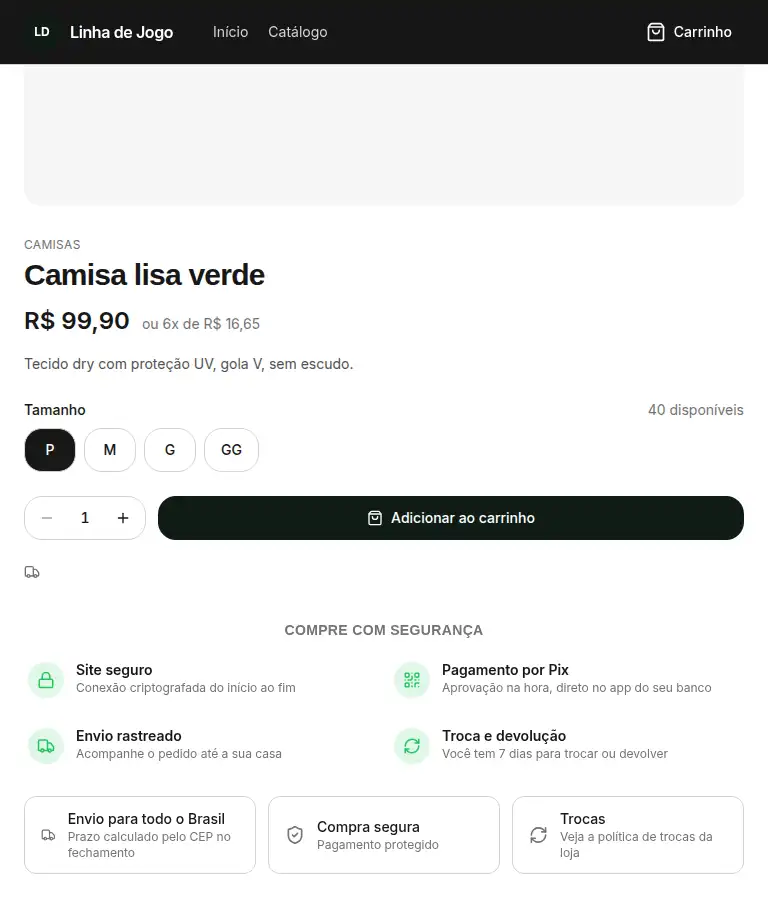 LD
Linha de Jogo
Início
Catálogo
Carrinho
CAMISAS
Camisa lisa verde
R$ 99,90 ou 6x de R$ 16,65
Tecido dry com proteção UV, gola V, sem escudo.
Tamanho
40 disponíveis
P
M
G
GG
1
Adicionar ao carrinho
COMPRE COM SEGURANÇA
Site seguro
Conexão criptografada do início ao fim
Pagamento por Pix
Aprovação na hora, direto no app do seu banco
Envio rastreado
Acompanhe o pedido até a sua casa
Troca e devolução
Você tem 7 dias para trocar ou devolver
Envio para todo o Brasil
Prazo calculado pelo CEP no
fechamento
Compra segura
Pagamento protegido
Trocas
Veja a política de trocas da
loja